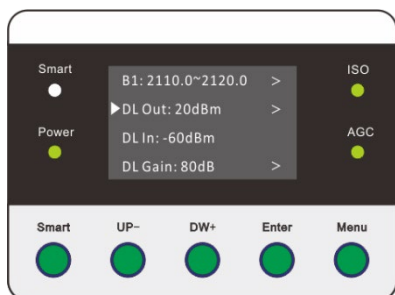 Smart
ISO
B1: 2110.0~2120.0 >
DL Out: 20dBm >
Power
AGC
DL In: -60dBm
DL Gain: 80dB >
Smart UP- DW+ Enter Menu